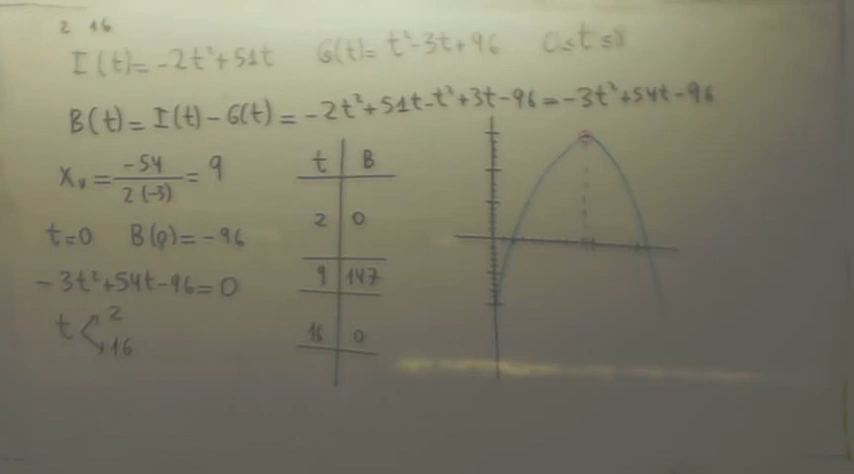 2 16
I(t)=-2t²+51t G(t)=t²-3t+96 0≤t≤18
B(t)=I(t)-G(t)=-2t²+51t-t²+3t-96=-3t²+54t-96
Xv=-54/2(-3)=9
t B
2 0
t=0 B(0)=-96
9 147
-3t²+54t-96=0
t<2
16
16 0